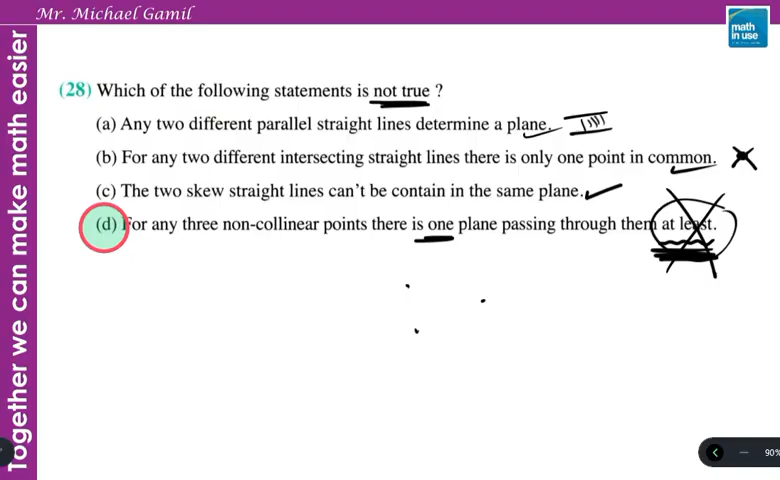 Mr. Michael Gamil
math
in use
Together we can make math easier
(28) Which of the following statements is not true ?
(a) Any two different parallel straight lines determine a plane.
(b) For any two different intersecting straight lines there is only one point in common.
(c) The two skew straight lines can't be contain in the same plane.
(d) For any three non-collinear points there is one plane passing through them at least.
90%